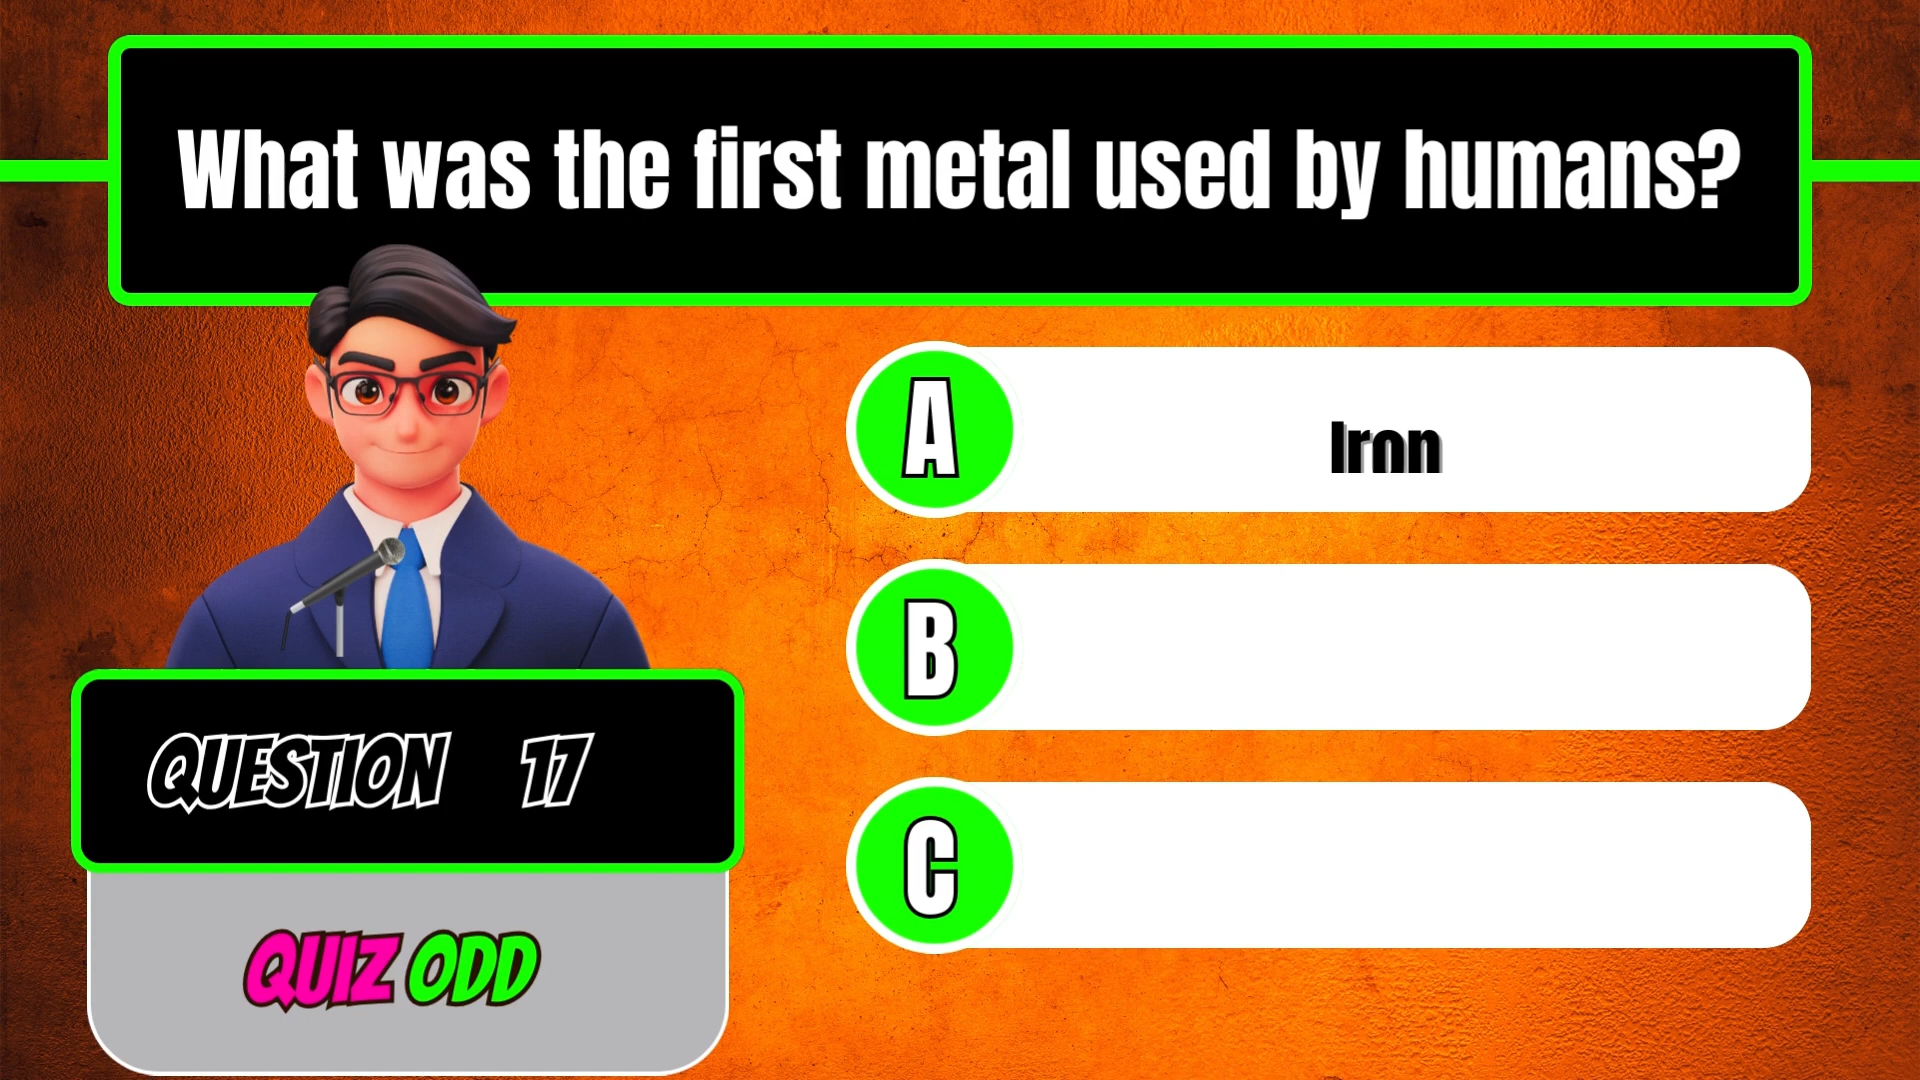 What was the first metal used by humans?
A
Iron
B
C
QUESTION 17
QUIZ ODD